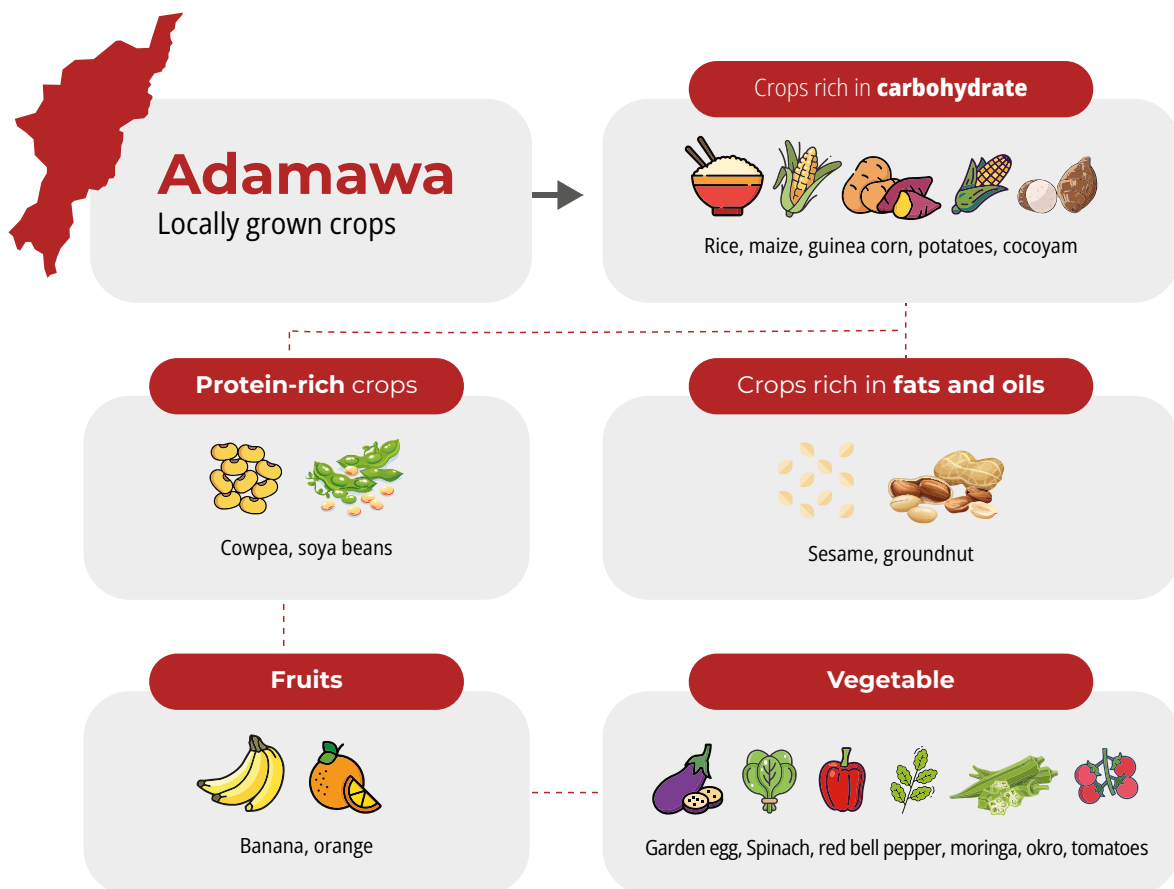 Adamawa
Locally grown crops
Crops rich in carbohydrate
Rice, maize, guinea corn, potatoes, cocoyam
Protein-rich crops
Cowpea, soya beans
Crops rich in fats and oils
Sesame, groundnut
Fruits
Banana, orange
Vegetable
Garden egg, Spinach, red bell pepper, moringa, okro, tomatoes